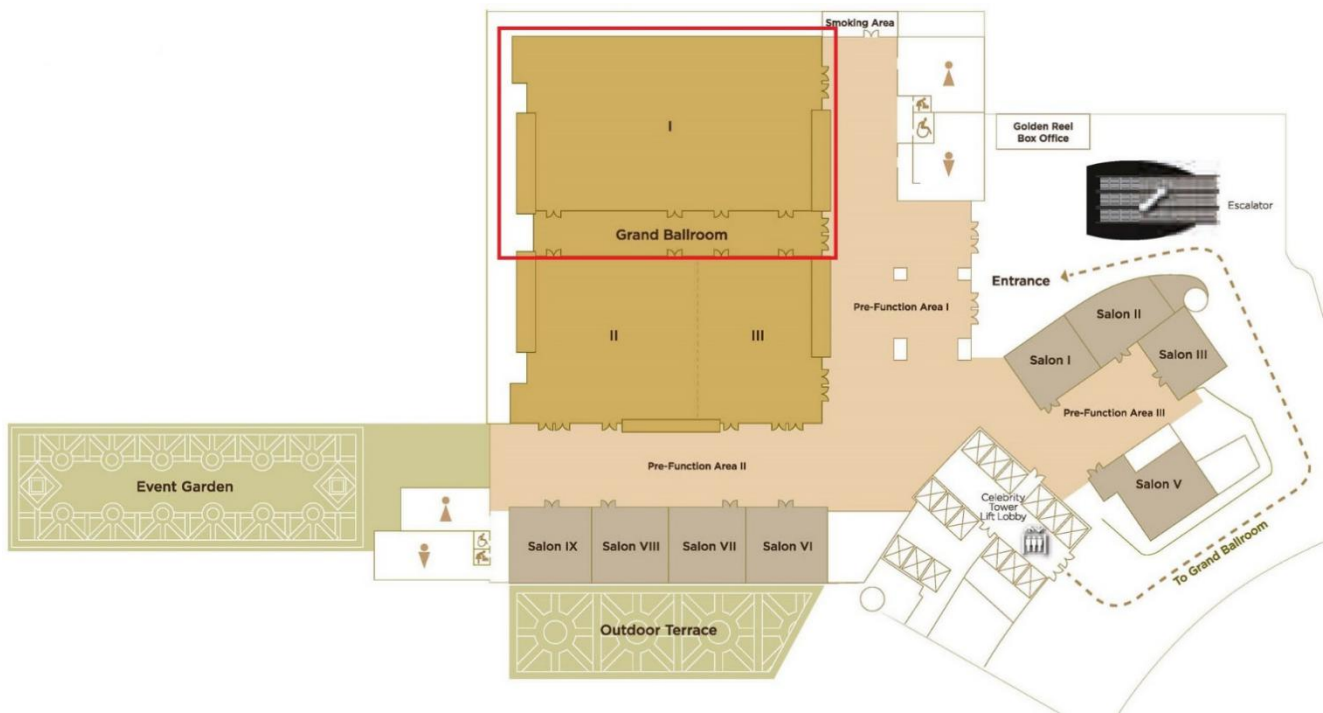 Smoking Area
I
Golden Reel
Box Office
Escalator
Grand Ballroom
Entrance
Pre-Function Area I
Salon II
Salon I
Salon III
II
III
Pre-Function Area III
Pre-Function Area II
Event Garden
Salon V
Celebrity
Tower
Lift Lobby
Salon IX
Salon VIII
Salon VII
Salon VI
To Grand Ballroom
Outdoor Terrace